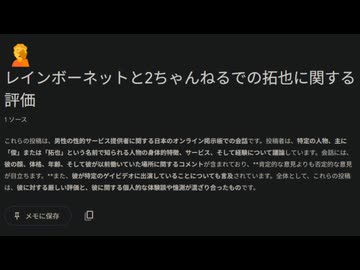 レインボーネットと2ちゃんねるでの拓也に関する
評価
1 ソース
これらの投稿は、男性の性的サービス提供者に関する日本のオンライン掲示板での会話です。投稿者は、特定の人物、主に
「俊」または「拓也」という名前で知られる人物の身体的特徴、サービス、そして経験について議論しています。会話には、
彼の顔、体格、年齢、そして彼が以前働いていた場所に関するコメントが含まれており、**肯定的な意見よりも否定的な意見
が目立ちます。**また、彼が特定のゲイビデオに出演していることについても言及されています。全体として、これらの投稿
は、彼に対する厳しい評価と、彼に関する個人的な体験談や憶測が混ざり合ったものです。
メモに保存